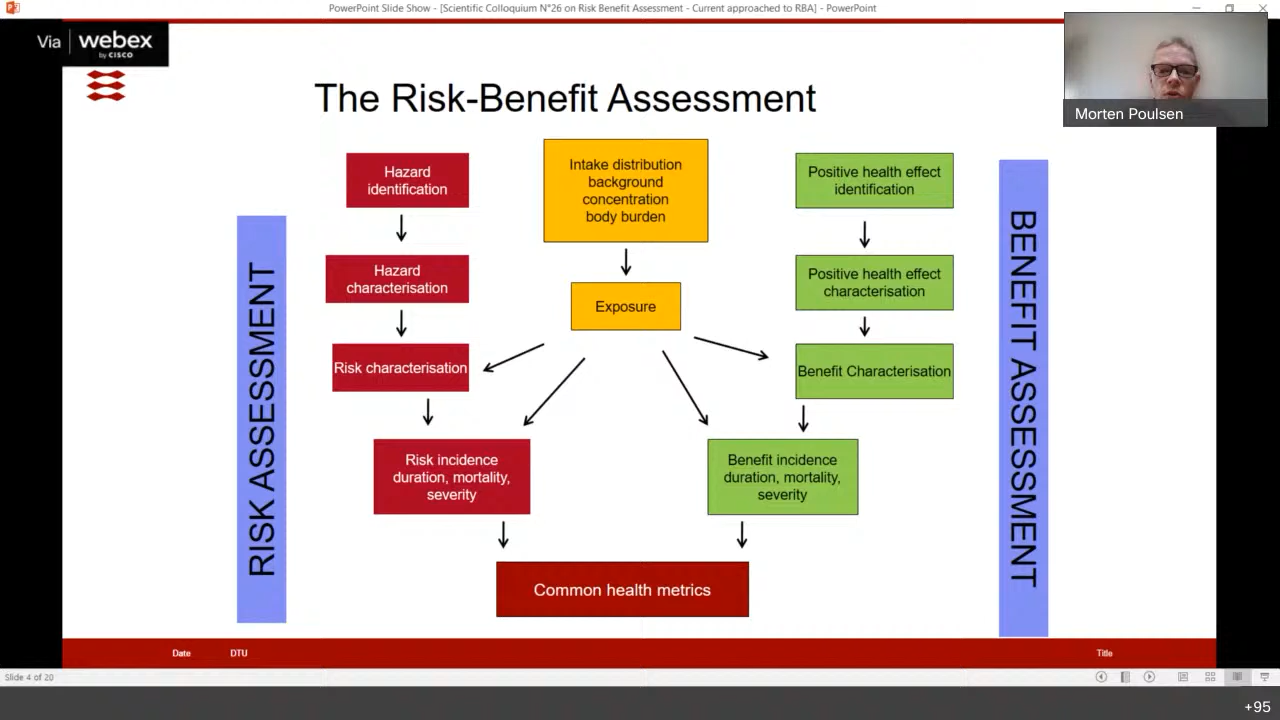 PowerPoint Slide Show - [Scientific Colloquium N°26 on Risk Benefit Assessment - Current approached to RBA] - PowerPoint
Via webex
by CISCO
Morten Poulsen
The Risk-Benefit Assessment
Hazard
identification
Intake distribution
background
concentration
body burden
Positive health effect
identification
Hazard
characterisation
Exposure
Positive health effect
characterisation
Risk characterisation
Benefit Characterisation
Risk incidence
duration, mortality,
severity
Benefit incidence
duration, mortality,
severity
Common health metrics
RISK ASSESSMENT
BENEFIT ASSESSMENT
Date
DTU
Title
Slide 4 of 20
+95